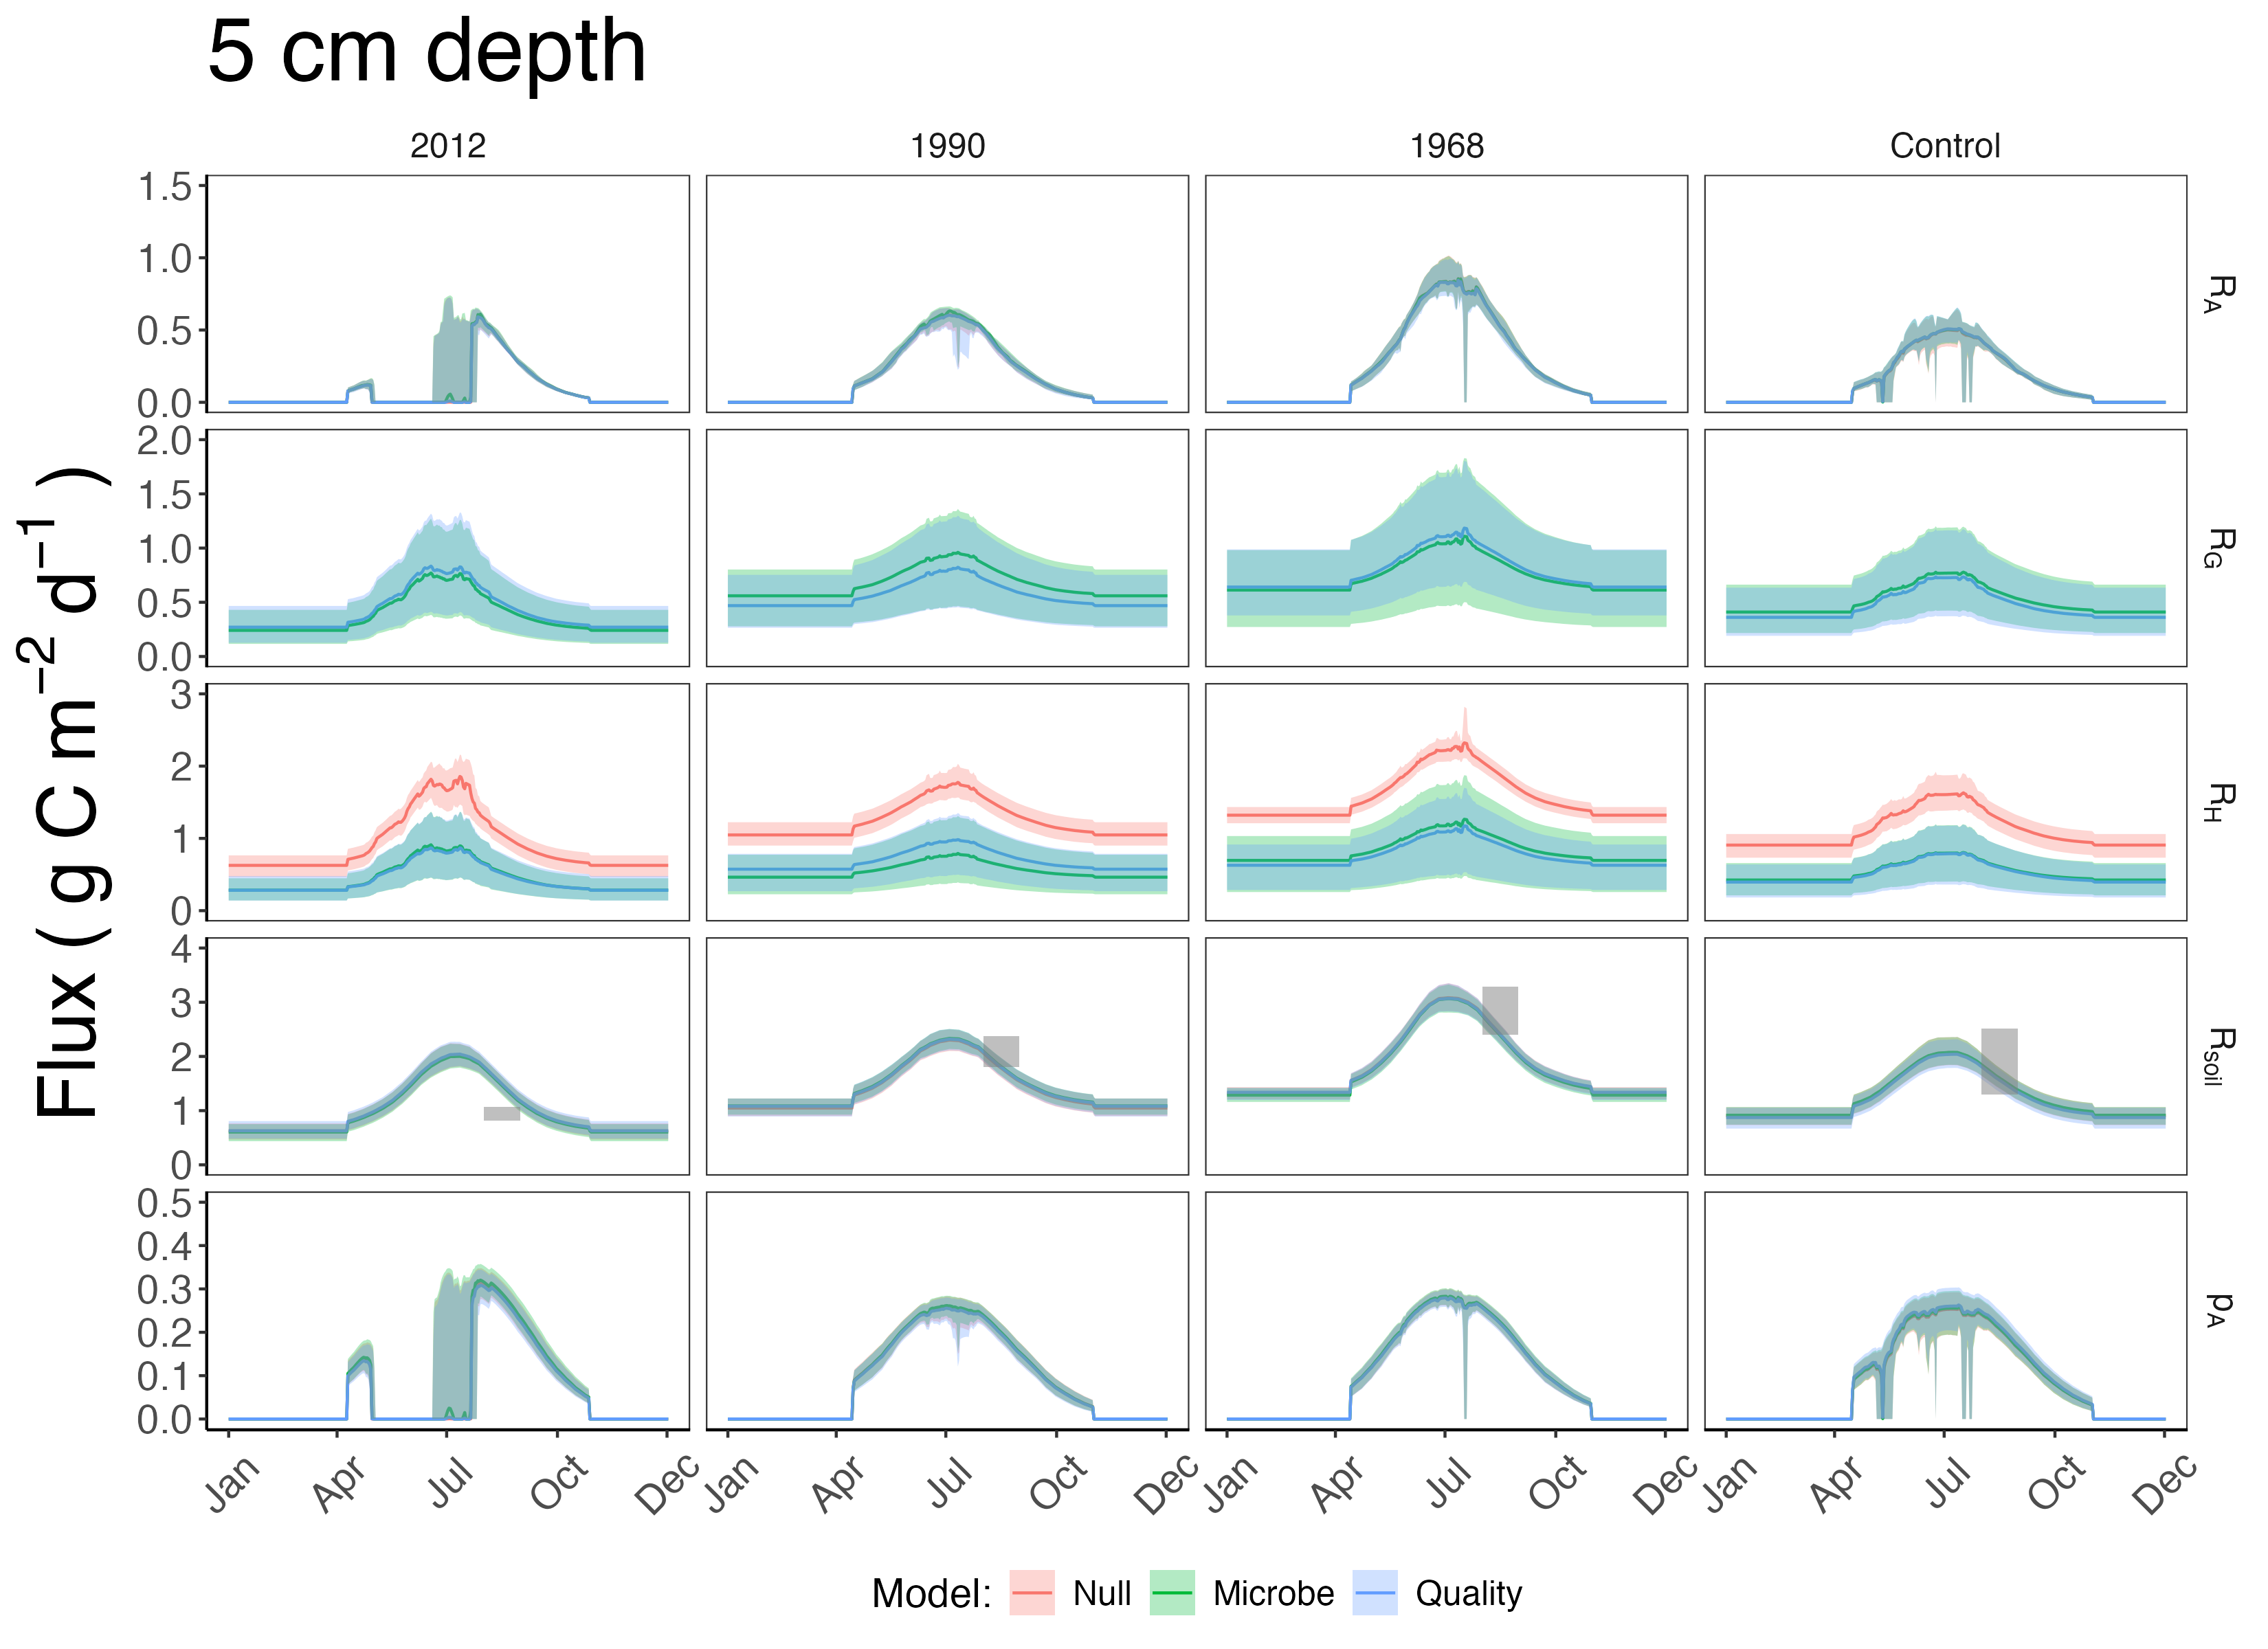 5 cm depth
2012 1990 1968 Control
Flux ( g C m−2 d−1 )
1.5
1.0
0.5
0.0
RA
2.0
1.5
1.0
0.5
0.0
RG
3
2
1
0
RH
4
3
2
1
0
Rsoil
0.5
0.4
0.3
0.2
0.1
0.0
pA
Jan Apr Jul Oct Dec Jan Apr Jul Oct Dec Jan Apr Jul Oct Dec Jan Apr Jul Oct Dec
Model: Null Microbe Quality